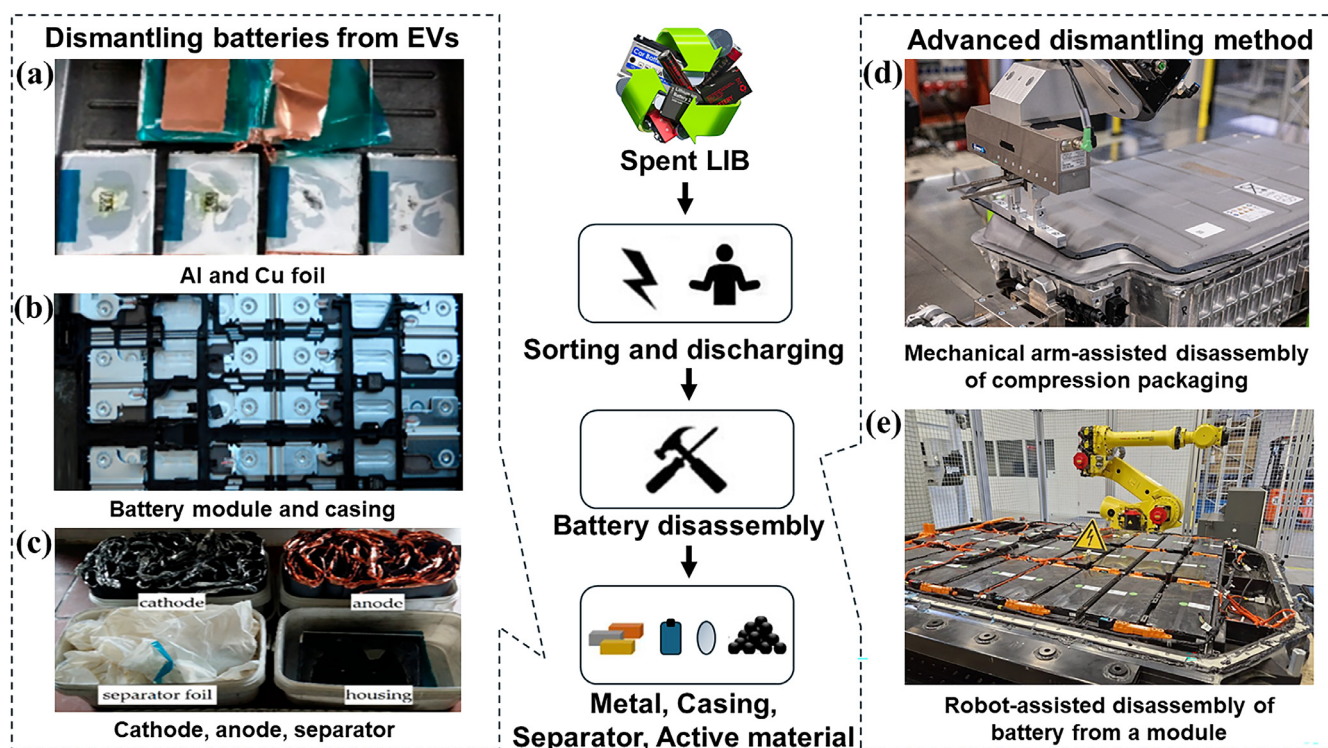 Dismantling batteries from EVs
(a)
Al and Cu foil
(b)
Battery module and casing
(c)
cathode
anode
separator foil
housing
Cathode, anode, separator
Spent LIB
Sorting and discharging
Battery disassembly
Metal, Casing,
Separator, Active material
Advanced dismantling method
(d)
Mechanical arm-assisted disassembly
of compression packaging
(e)
Robot-assisted disassembly of
battery from a module